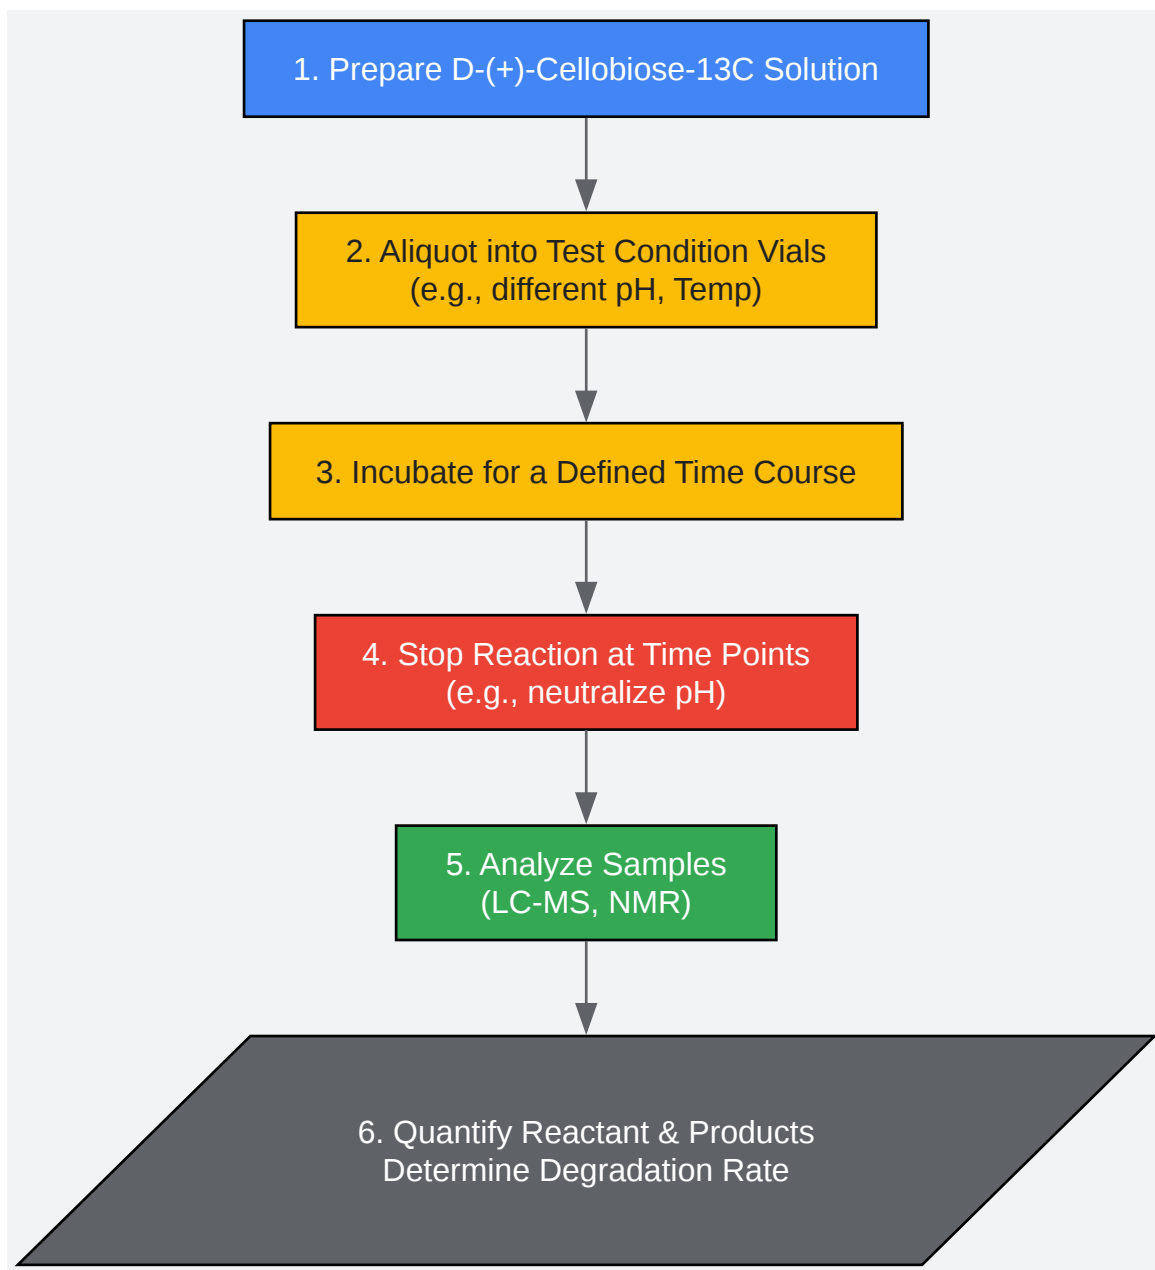 1. Prepare D-(+)-Cellobiose-13C Solution
2. Aliquot into Test Condition Vials
(e.g., different pH, Temp)
3. Incubate for a Defined Time Course
4. Stop Reaction at Time Points
(e.g., neutralize pH)
5. Analyze Samples
(LC-MS, NMR)
6. Quantify Reactant & Products
Determine Degradation Rate